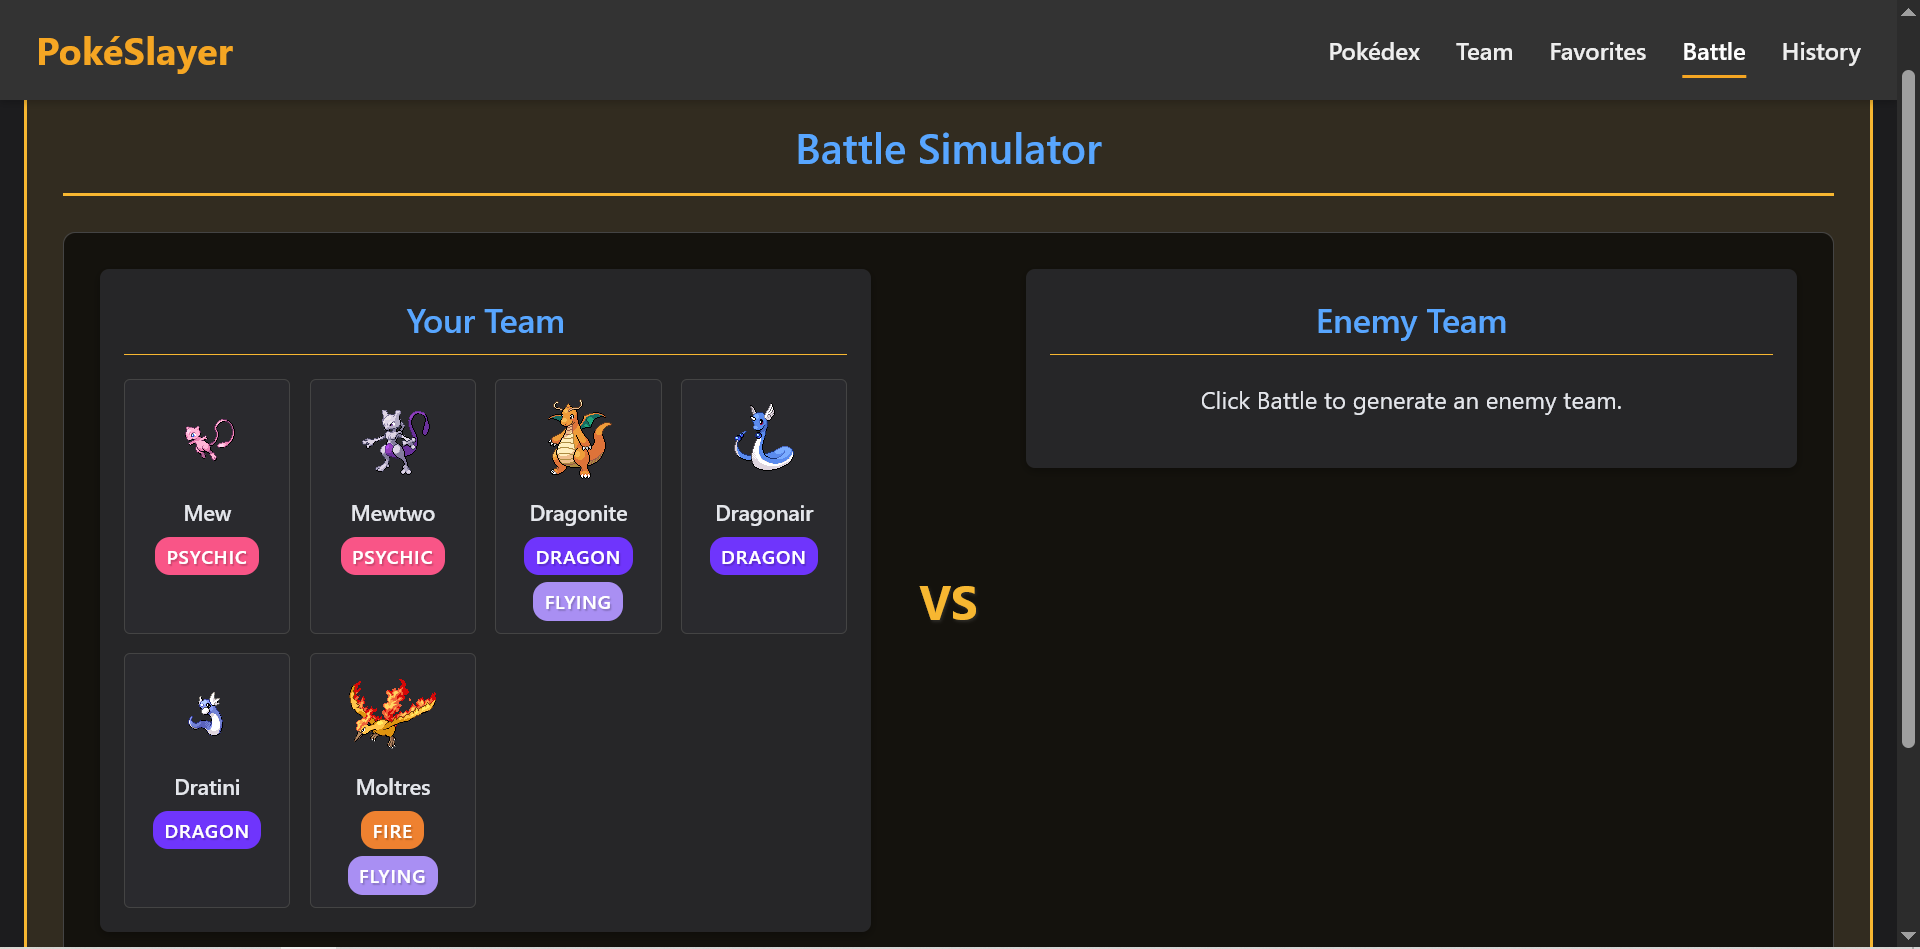 PokéSlayer
Pokédex Team Favorites Battle History
Battle Simulator
Your Team
Mew
PSYCHIC
Mewtwo
PSYCHIC
Dragonite
DRAGON
FLYING
Dragonair
DRAGON
Dratini
DRAGON
Moltres
FIRE
FLYING
VS
Enemy Team
Click Battle to generate an enemy team.